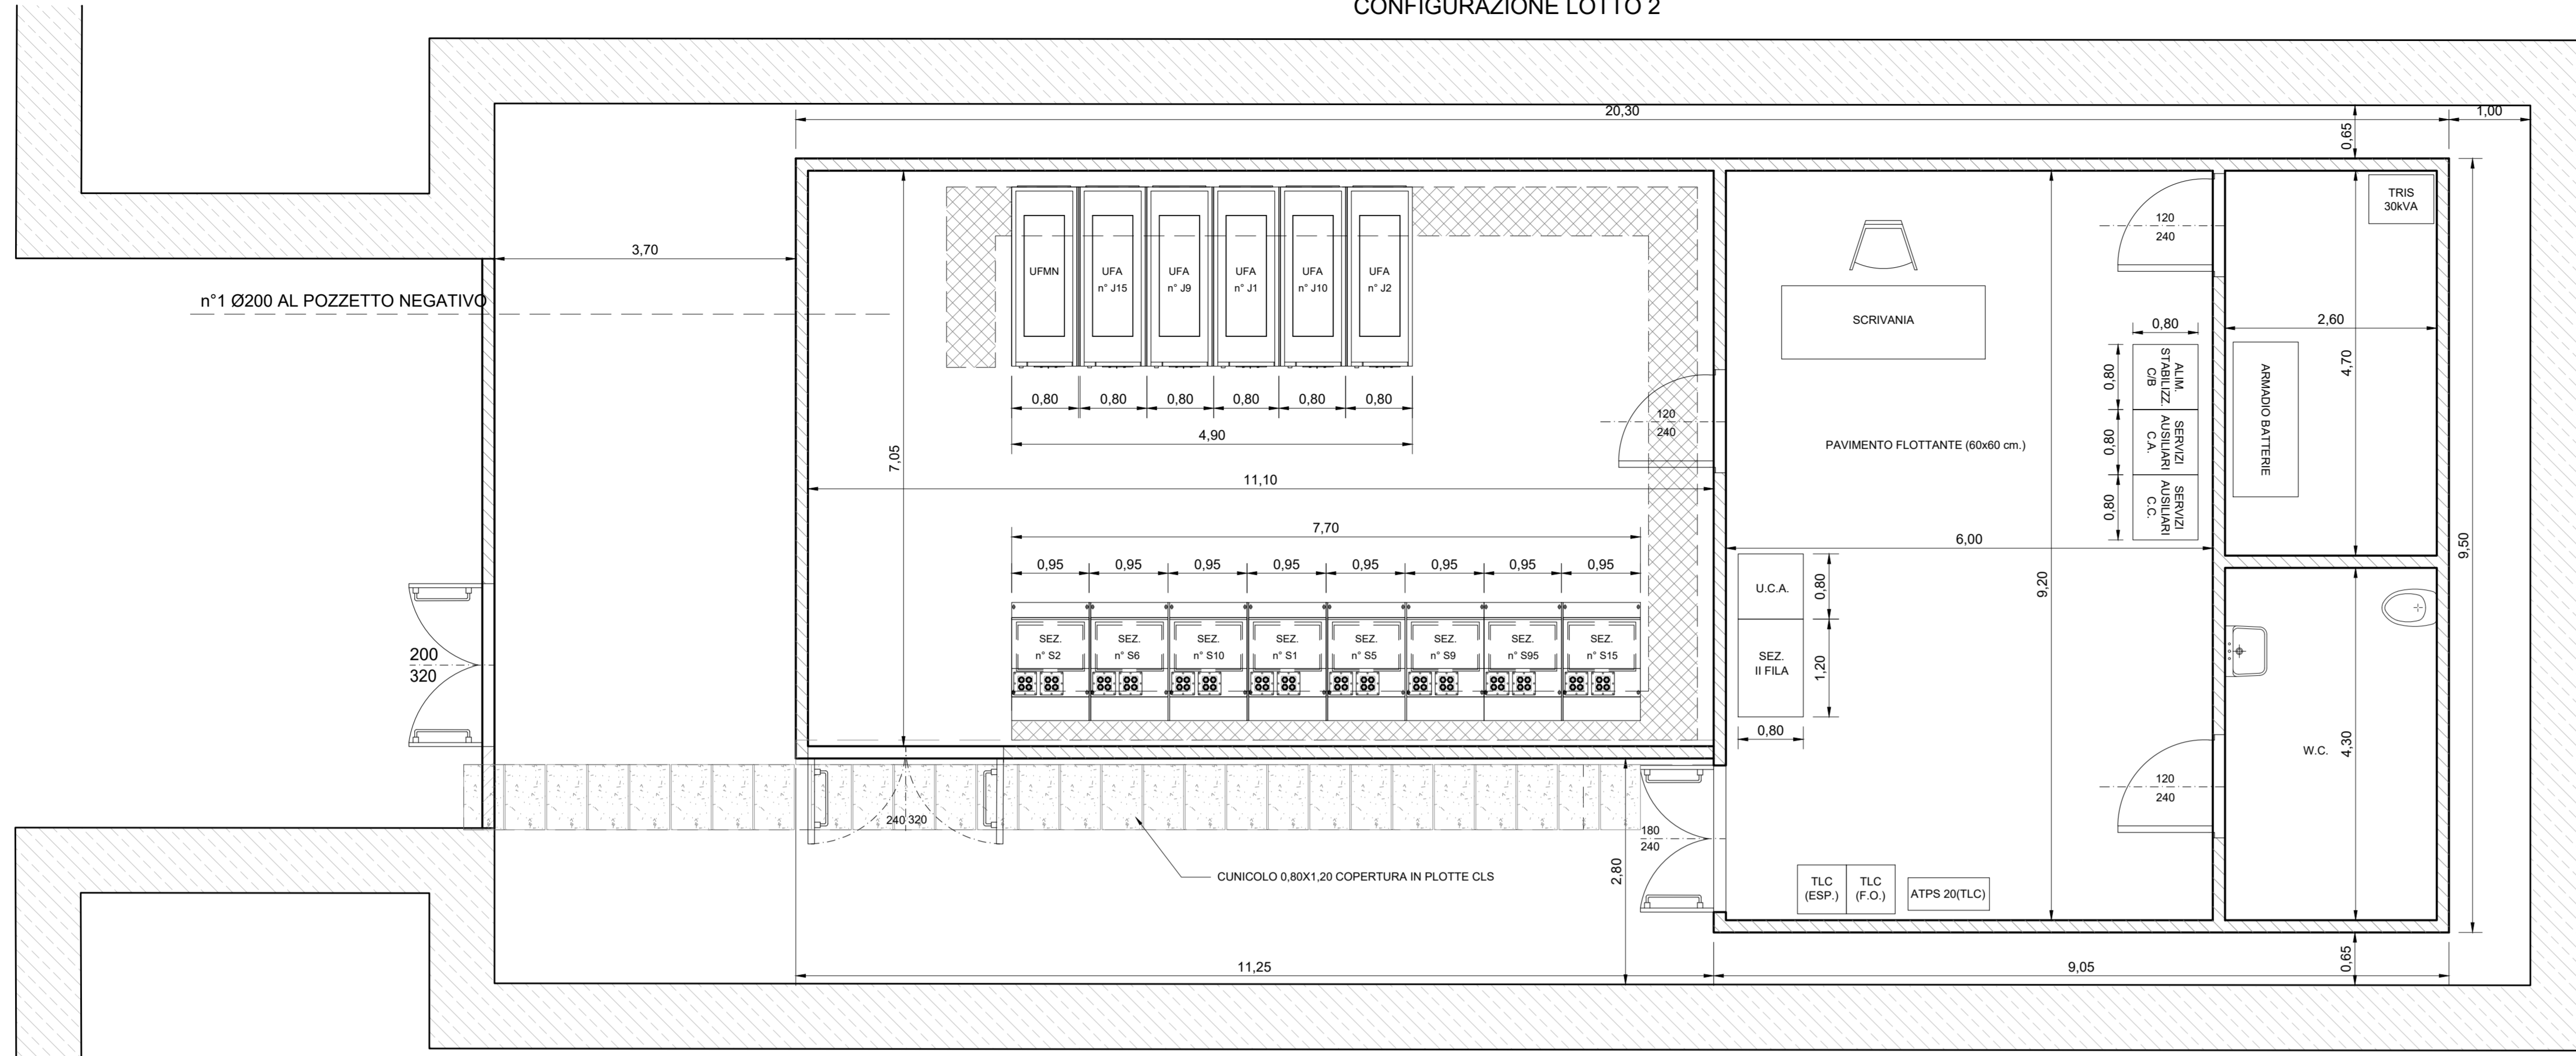 CONFIGURAZIONE LOTTO 2
20,30
1,00
0,65
3,70
n°1 Ø200 AL POZZETTO NEGATIVO
UFMN
UFA
n° J15
UFA
n° J9
UFA
n° J1
UFA
n° J10
UFA
n° J2
0,80
0,80
0,80
0,80
0,80
0,80
4,90
7,05
11,10
7,70
0,95
0,95
0,95
0,95
0,95
0,95
0,95
0,95
SEZ.
n° S2
SEZ.
n° S6
SEZ.
n° S10
SEZ.
n° S1
SEZ.
n° S5
SEZ.
n° S9
SEZ.
n° S95
SEZ.
n° S15
120
240
SCRIVANIA
PAVIMENTO FLOTTANTE (60x60 cm.)
6,00
9,20
U.C.A.
0,80
SEZ.
II FILA
1,20
0,80
120
240
0,80
ALIM.
STABILIZZ.
C/B
0,80
SERVIZI
AUSILIARI
C.A.
0,80
SERVIZI
AUSILIARI
C.C.
0,80
TRIS
30kVA
2,60
4,70
ARMADIO BATTERIE
9,50
W.C.
4,30
120
240
200
320
240 320
180
240
2,80
CUNICOLO 0,80X1,20 COPERTURA IN PLOTTE CLS
TLC
(ESP.)
TLC
(F.O.)
ATPS 20(TLC)
11,25
9,05
0,65